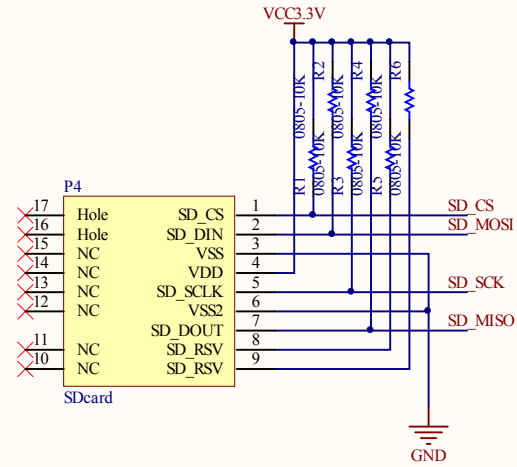 VCC3.3V
R2
R4
R6
0805-10K
0805-10K
0805-10K
0805-10K
0805-10K
0805-10K
R1
R3
R5
P4
17
Hole
SD_CS
1
SD_CS
16
Hole
SD_DIN
2
SD_MOSI
15
NC
VSS
3
14
NC
VDD
4
13
NC
SD_SCLK
5
SD_SCK
12
NC
VSS2
6
SD_DOUT
7
SD_MISO
11
NC
SD_RSV
8
10
NC
SD_RSV
9
SDcard
GND